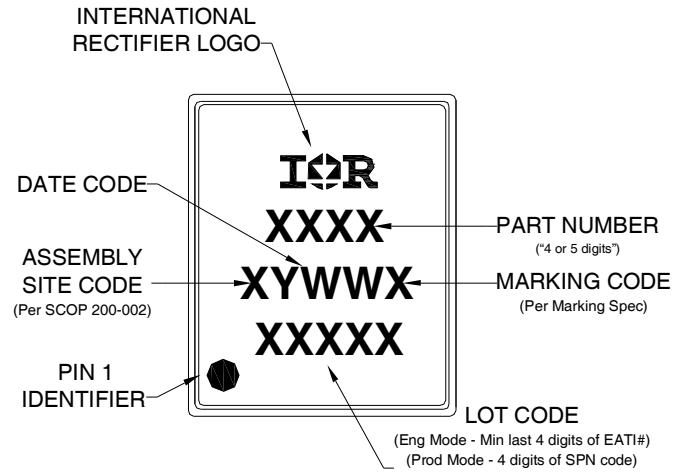 INTERNATIONAL
RECTIFIER LOGO
IOR
DATE CODE
XXXX
PART NUMBER
(“4 or 5 digits”)
ASSEMBLY
SITE CODE
(Per SCOP 200-002)
XYWWX
MARKING CODE
(Per Marking Spec)
XXXXX
PIN 1
IDENTIFIER
LOT CODE
(Eng Mode - Min last 4 digits of EATI#)
(Prod Mode - 4 digits of SPN code)